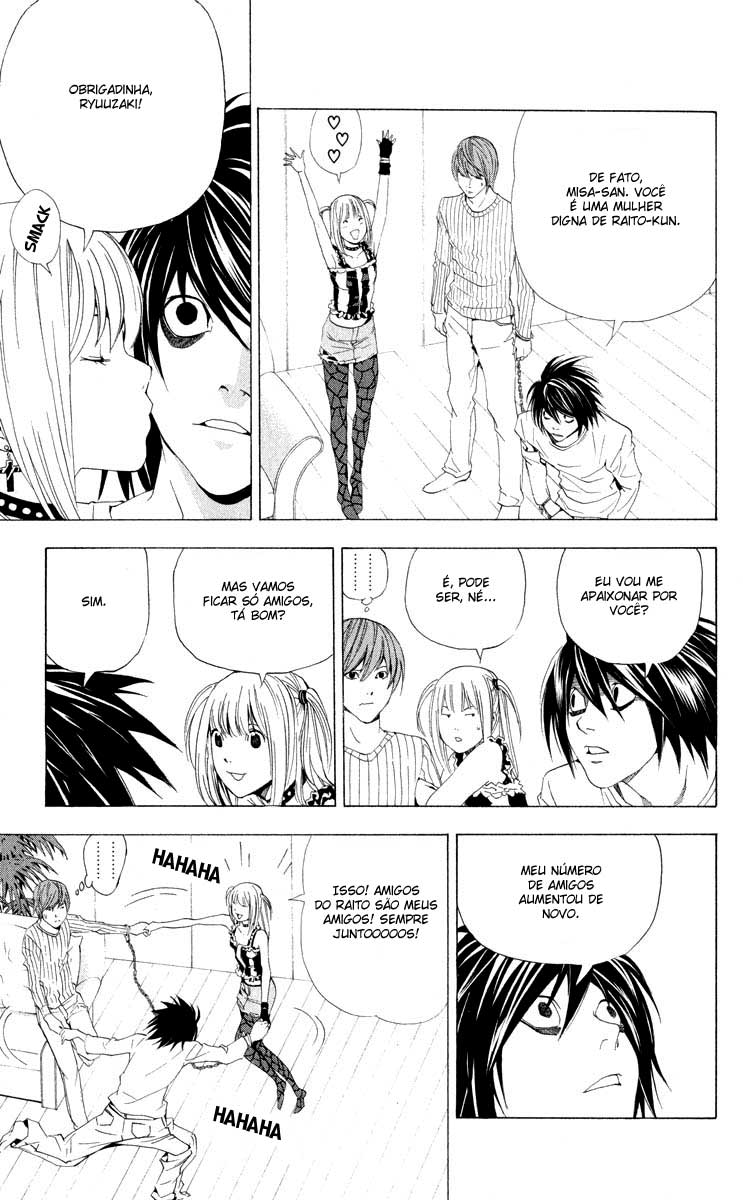 DE FATO,
MISA-SAN. VOCÊ
É UMA MULHER
DIGNA DE RAITO-KUN.
♡
♡
♡
OBRIGADINHA,
RYUUZAKI!
SMACK
EU VOU ME
APAIXONAR POR
VOCÊ?
É, PODE
SER, NÉ...
MAS VAMOS
FICAR SÓ AMIGOS,
TÁ BOM?
SIM.
MEU NÚMERO
DE AMIGOS
AUMENTOU DE
NOVO.
ISSO! AMIGOS
DO RAITO SÃO MEUS
AMIGOS! SEMPRE
JUNTOOOOOS!
HAHAHA
HAHAHA